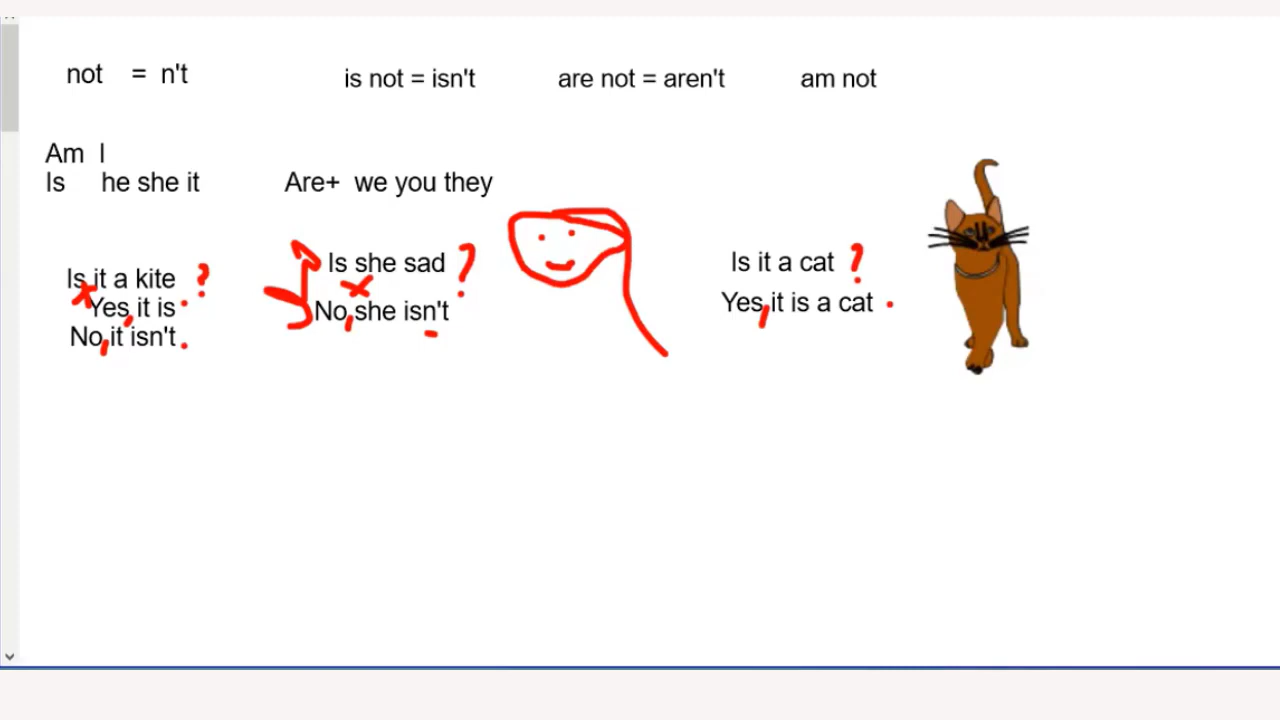 not = n't is not = isn't are not = aren't am not
Am I
Is he she it Are+ we you they
Is it a kite ?
Yes, it is.
No, it isn't.
Is she sad ?
No, she isn't
Is it a cat ?
Yes, it is a cat .